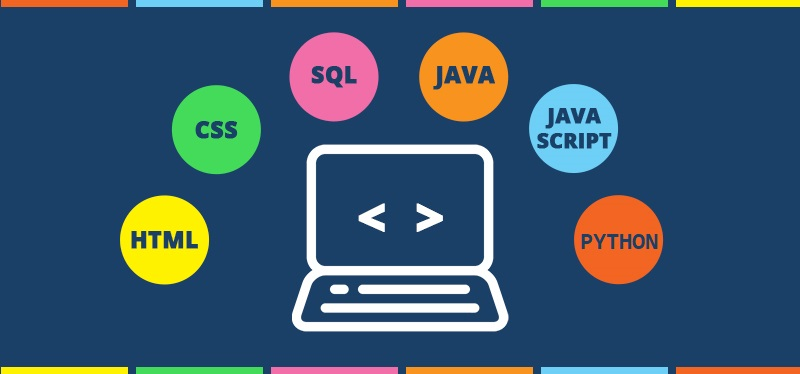 SQL
JAVA
CSS
JAVA
SCRIPT
HTML
PYTHON
< >